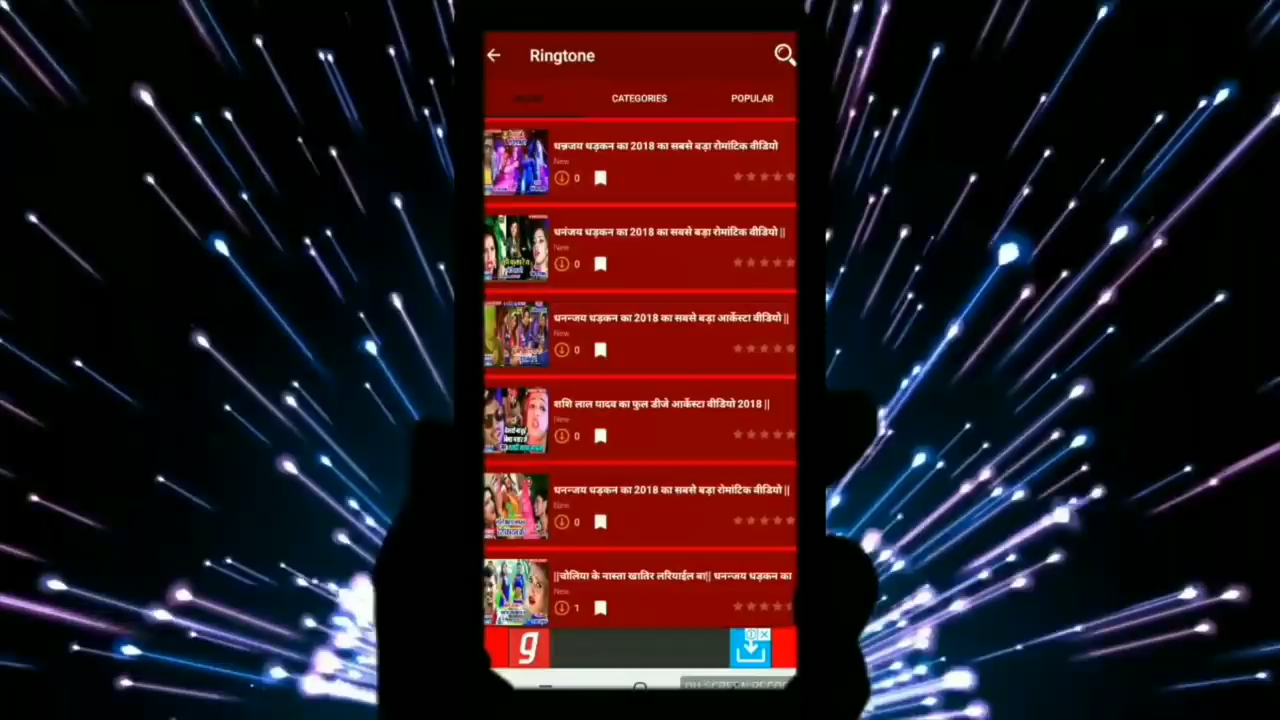 Ringtone
CATEGORIES
POPULAR
धन्नजय धड़कन का 2018 का सबसे बड़ा रोमांटिक वीडियो
New
0
धनंजय धड़कन का 2018 का सबसे बड़ा रोमांटिक वीडियो ||
New
0
धनन्जय धड़कन का 2018 का सबसे बड़ा आर्केस्टा वीडियो ||
New
0
शशि लाल यादव का फुल डीजे आर्केस्टा वीडियो 2018 ||
New
0
धनन्जय धड़कन का 2018 का सबसे बड़ा रोमांटिक वीडियो ||
New
0
||चोलिया के नास्ता खातिर लरियाईल बा|| धनन्जय धड़कन का
New
1
g